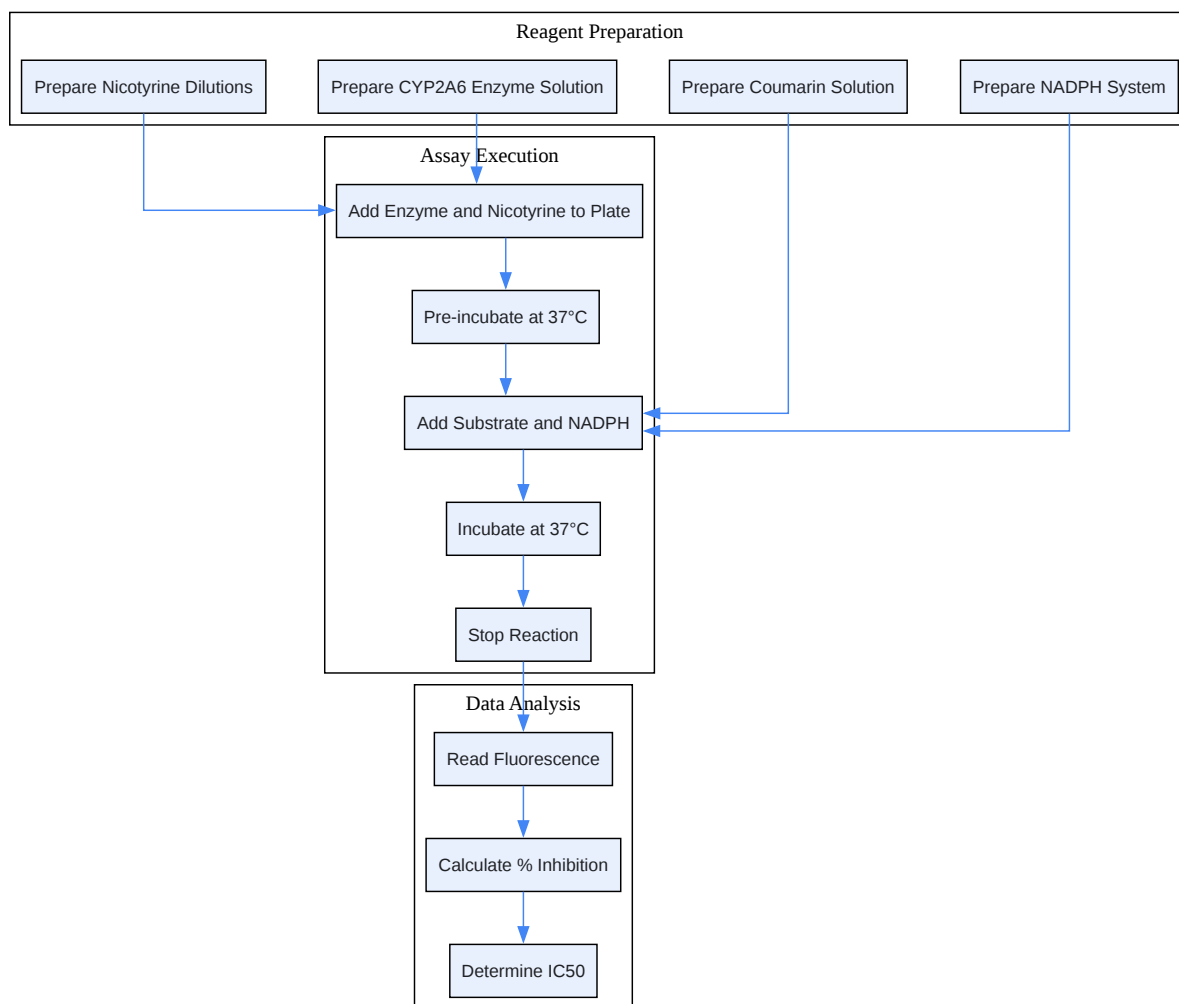 Reagent Preparation
Prepare Nicotyrine Dilutions
Prepare CYP2A6 Enzyme Solution
Prepare Coumarin Solution
Prepare NADPH System
Assay Execution
Add Enzyme and Nicotyrine to Plate
Pre-incubate at 37°C
Add Substrate and NADPH
Incubate at 37°C
Stop Reaction
Data Analysis
Read Fluorescence
Calculate % Inhibition
Determine IC50